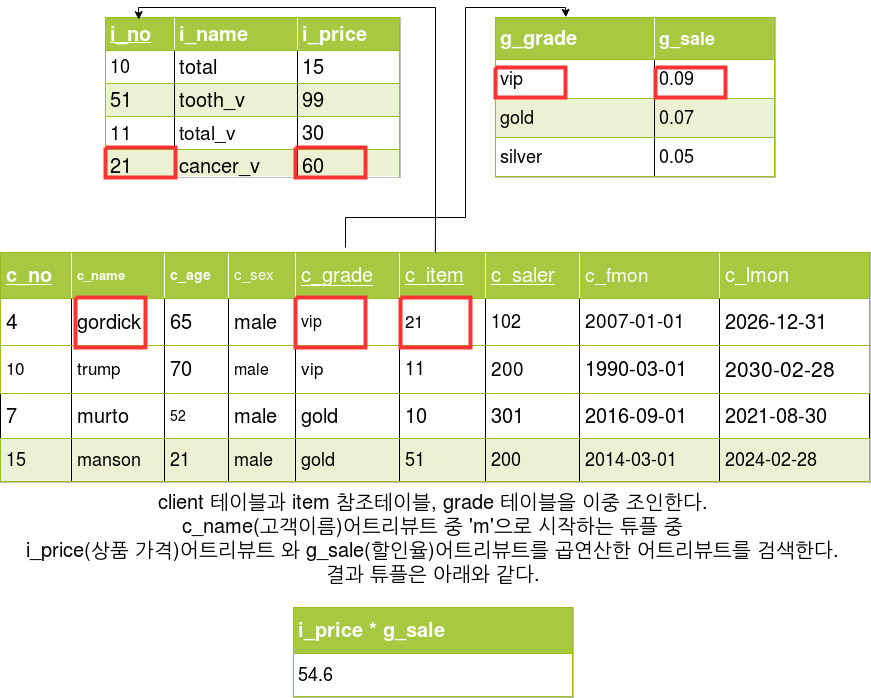 i_no i_name i_price
10 total 15
51 tooth_v 99
11 total_v 30
21 cancer_v 60
g_grade g_sale
vip 0.09
gold 0.07
silver 0.05
c_no c_name c_age c_sex c_grade c_item c_saler c_fmon c_lmon
4 gordick 65 male vip 21 102 2007-01-01 2026-12-31
10 trump 70 male vip 11 200 1990-03-01 2030-02-28
7 murto 52 male gold 10 301 2016-09-01 2021-08-30
15 manson 21 male gold 51 200 2014-03-01 2024-02-28
client 테이블과 item 참조테이블, grade 테이블을 이중 조인한다.
c_name(고객이름)어트리뷰트 중 'm'으로 시작하는 튜플 중
i_price(상품 가격)어트리뷰트 와 g_sale(할인율)어트리뷰트를 곱연산한 어트리뷰트를 검색한다.
결과 튜플은 아래와 같다.
i_price * g_sale
54.6